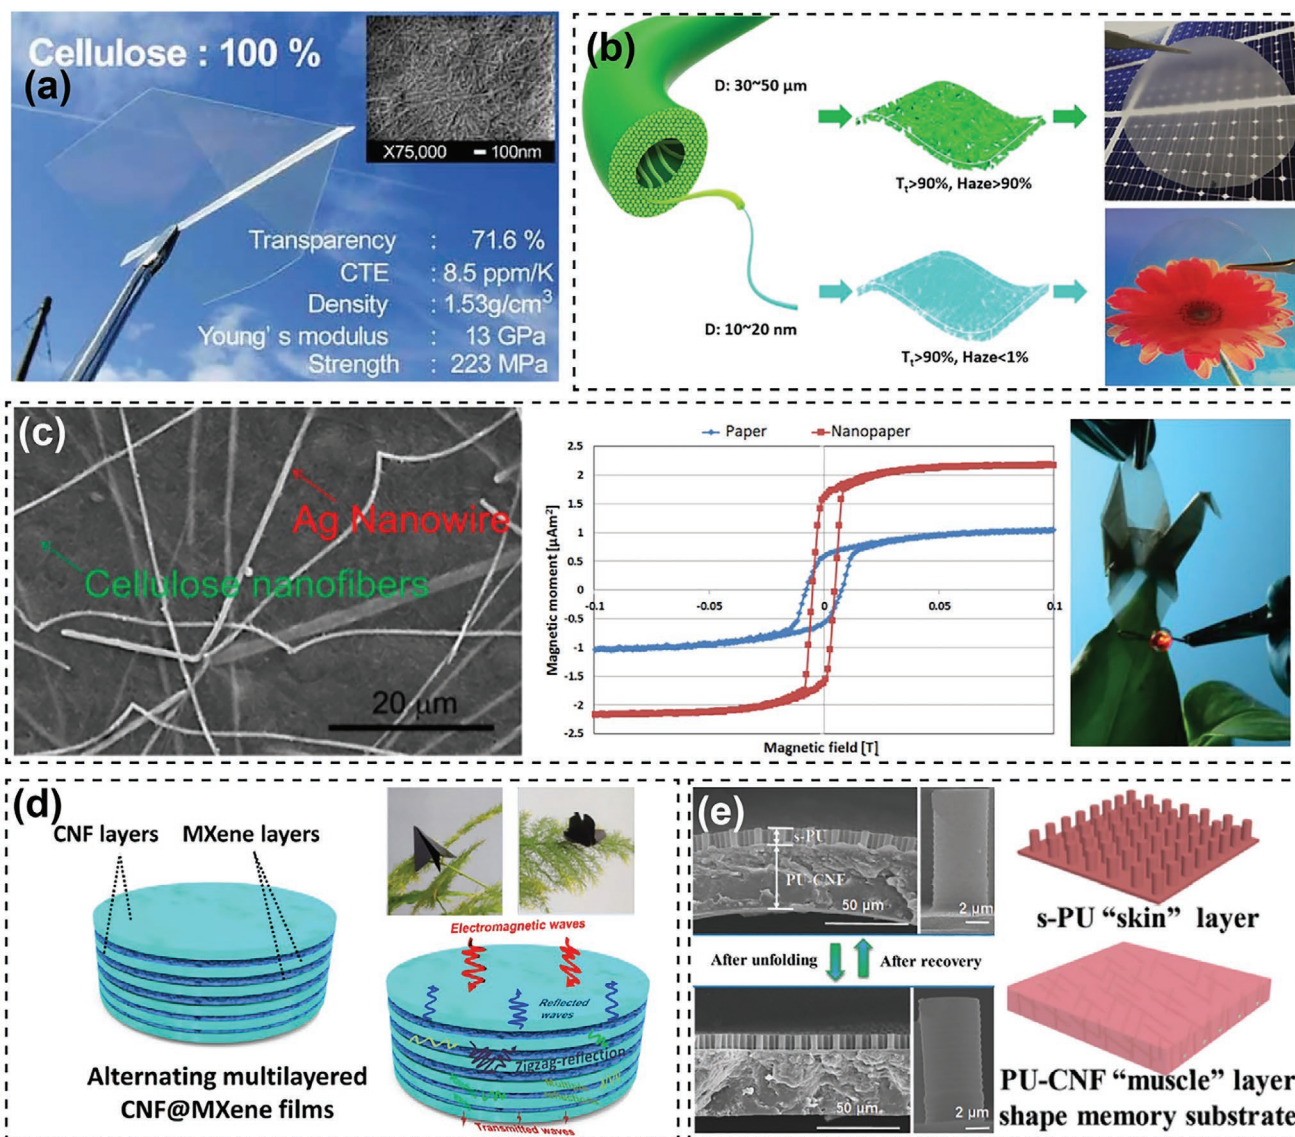 Cellulose : 100 %
(a)
X75,000 100nm
Transparency : 71.6 %
CTE : 8.5 ppm/K
Density : 1.53g/cm³
Young' s modulus : 13 GPa
Strength : 223 MPa
(b)
D: 30~50 μm
Tt>90%, Haze>90%
D: 10~20 nm
Tt>90%, Haze<1%
(c)
Ag Nanowire
Cellulose nanofibers
20 μm
Paper Nanopaper
Magnetic moment [μAm²]
2.5
2
1.5
1
0.5
0
-0.5
-1
-1.5
-2
-2.5
-0.1 -0.05 0 0.05 0.1
Magnetic field [T]
(d)
CNF layers MXene layers
Alternating multilayered
CNF@MXene films
Electromagnetic waves
Reflected
waves
Zigzag-reflection
Transmitted waves
(e)
s-PU
PU-CNF
50 μm
2 μm
After unfolding After recovery
50 μm
2 μm
s-PU “skin” layer
PU-CNF “muscle” layer
shape memory substrate